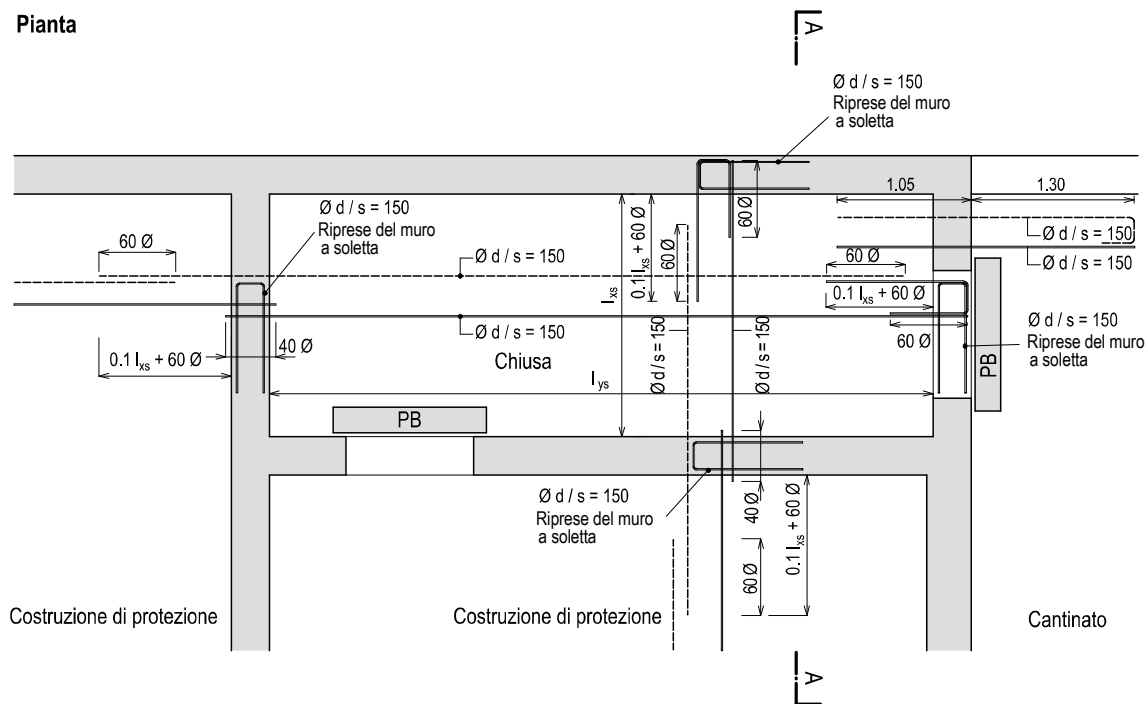 Pianta
A
Ø d / s = 150
Riprese del muro
a soletta
1.05
1.30
Ø d / s = 150
Riprese del muro
a soletta
60 Ø
Ø d / s = 150
60 Ø
60 Ø
0.1 lxs + 60 Ø
lxs
Ø d / s = 150
Ø d / s = 150
60 Ø
0.1 lxs + 60 Ø
60 Ø
Ø d / s = 150
Riprese del muro
a soletta
PB
Ø d / s = 150
Chiusa
40 Ø
0.1 lxs + 60 Ø
lys
Ø d / s = 150
Ø d / s = 150
PB
Ø d / s = 150
Riprese del muro
a soletta
40 Ø
60 Ø
0.1 lxs + 60 Ø
Costruzione di protezione
Costruzione di protezione
Cantinato
A